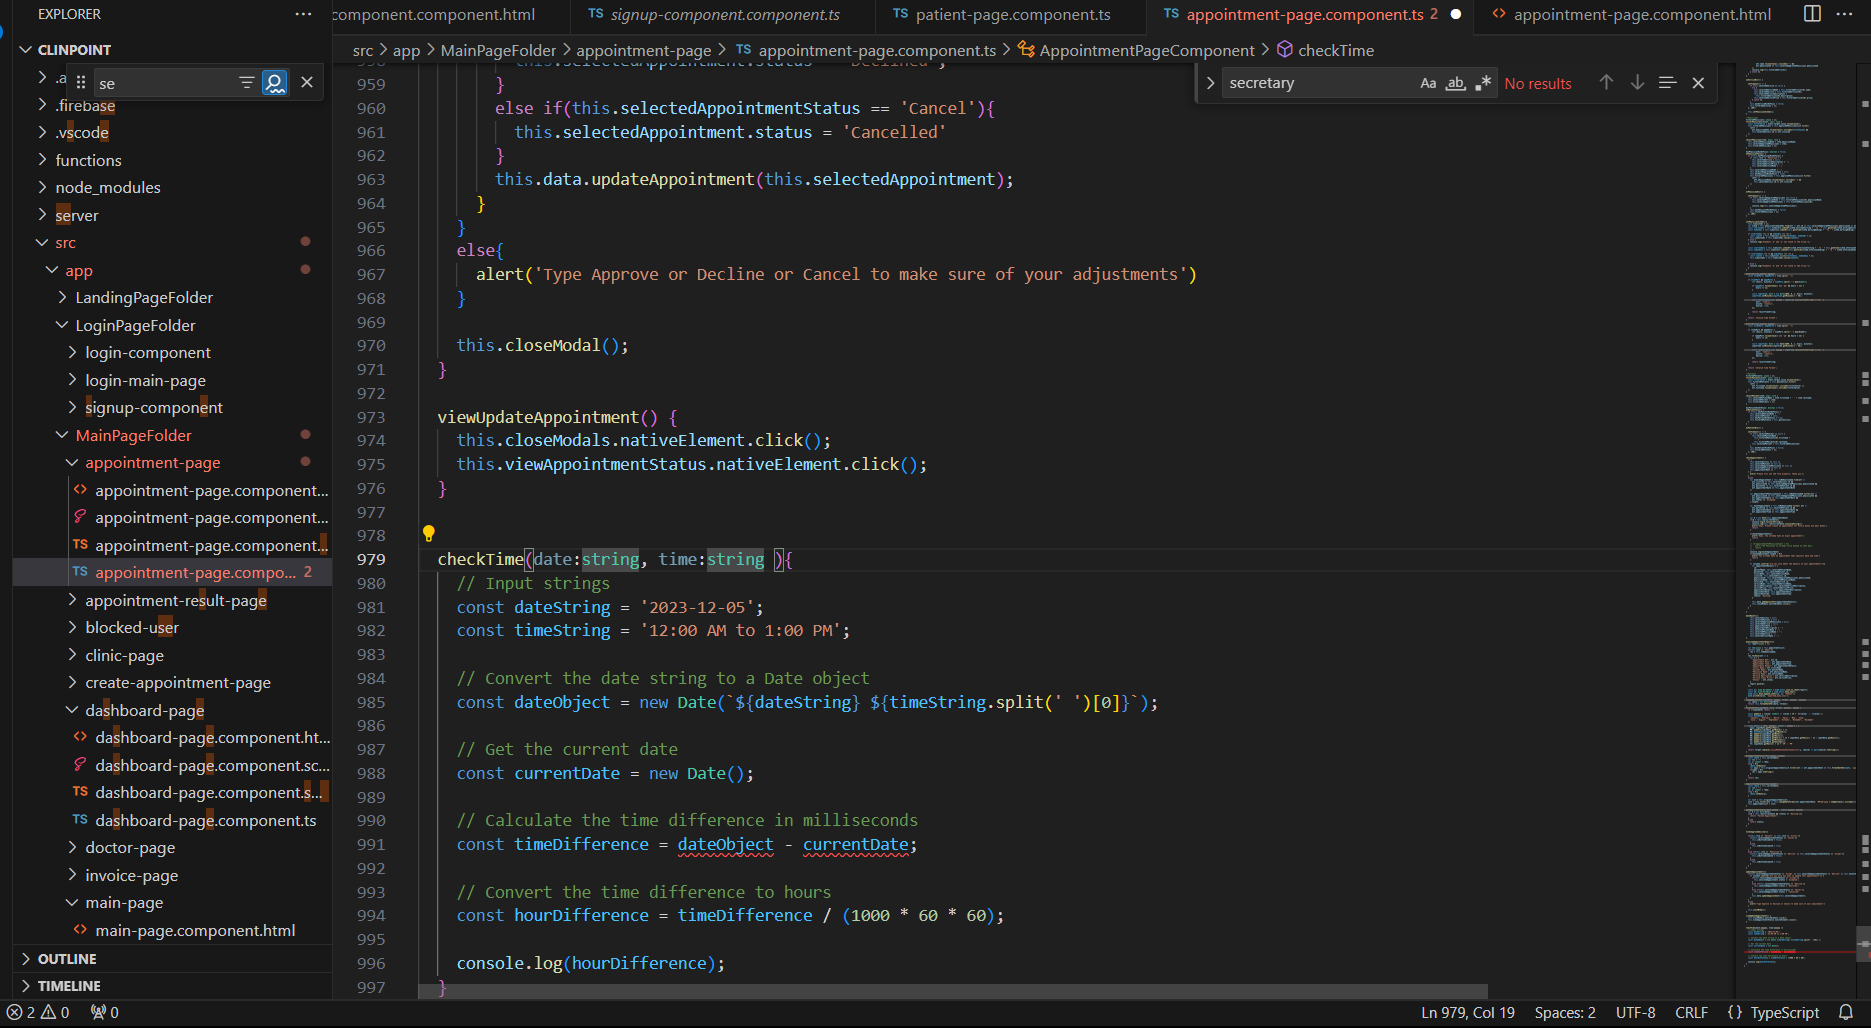 EXPLORER ···
component.component.html
TS signup-component.component.ts
TS patient-page.component.ts
TS appointment-page.component.ts 2
<> appointment-page.component.html
src > app > MainPageFolder > appointment-page > TS appointment-page.component.ts > AppointmentPageComponent > checkTime
CLINPOINT
.a
se
.firebase
.vscode
functions
node_modules
server
src
app
LandingPageFolder
LoginPageFolder
login-component
login-main-page
signup-component
MainPageFolder
appointment-page
<> appointment-page.component...
appointment-page.component...
TS appointment-page.component...
TS appointment-page.compo... 2
appointment-result-page
blocked-user
clinic-page
create-appointment-page
dashboard-page
<> dashboard-page.component.ht...
dashboard-page.component.sc...
TS dashboard-page.component.s...
TS dashboard-page.component.ts
doctor-page
invoice-page
main-page
<> main-page.component.html
OUTLINE
TIMELINE
secretary Aa ab .* No results
958 this.selectedAppointment.status = 'Declined';
959 }
960 else if(this.selectedAppointmentStatus == 'Cancel'){
961 this.selectedAppointment.status = 'Cancelled'
962 }
963 this.data.updateAppointment(this.selectedAppointment);
964 }
965 }
966 else{
967 alert('Type Approve or Decline or Cancel to make sure of your adjustments')
968 }
969
970 this.closeModal();
971 }
972
973 viewUpdateAppointment() {
974 this.closeModals.nativeElement.click();
975 this.viewAppointmentStatus.nativeElement.click();
976 }
977
978
979 checkTime(date:string, time:string ){
980 // Input strings
981 const dateString = '2023-12-05';
982 const timeString = '12:00 AM to 1:00 PM';
983
984 // Convert the date string to a Date object
985 const dateObject = new Date(`${dateString} ${timeString.split(' ')[0]}`);
986
987 // Get the current date
988 const currentDate = new Date();
989
990 // Calculate the time difference in milliseconds
991 const timeDifference = dateObject - currentDate;
992
993 // Convert the time difference to hours
994 const hourDifference = timeDifference / (1000 * 60 * 60);
995
996 console.log(hourDifference);
997 }
2 0 0
Ln 979, Col 19 Spaces: 2 UTF-8 CRLF {} TypeScript